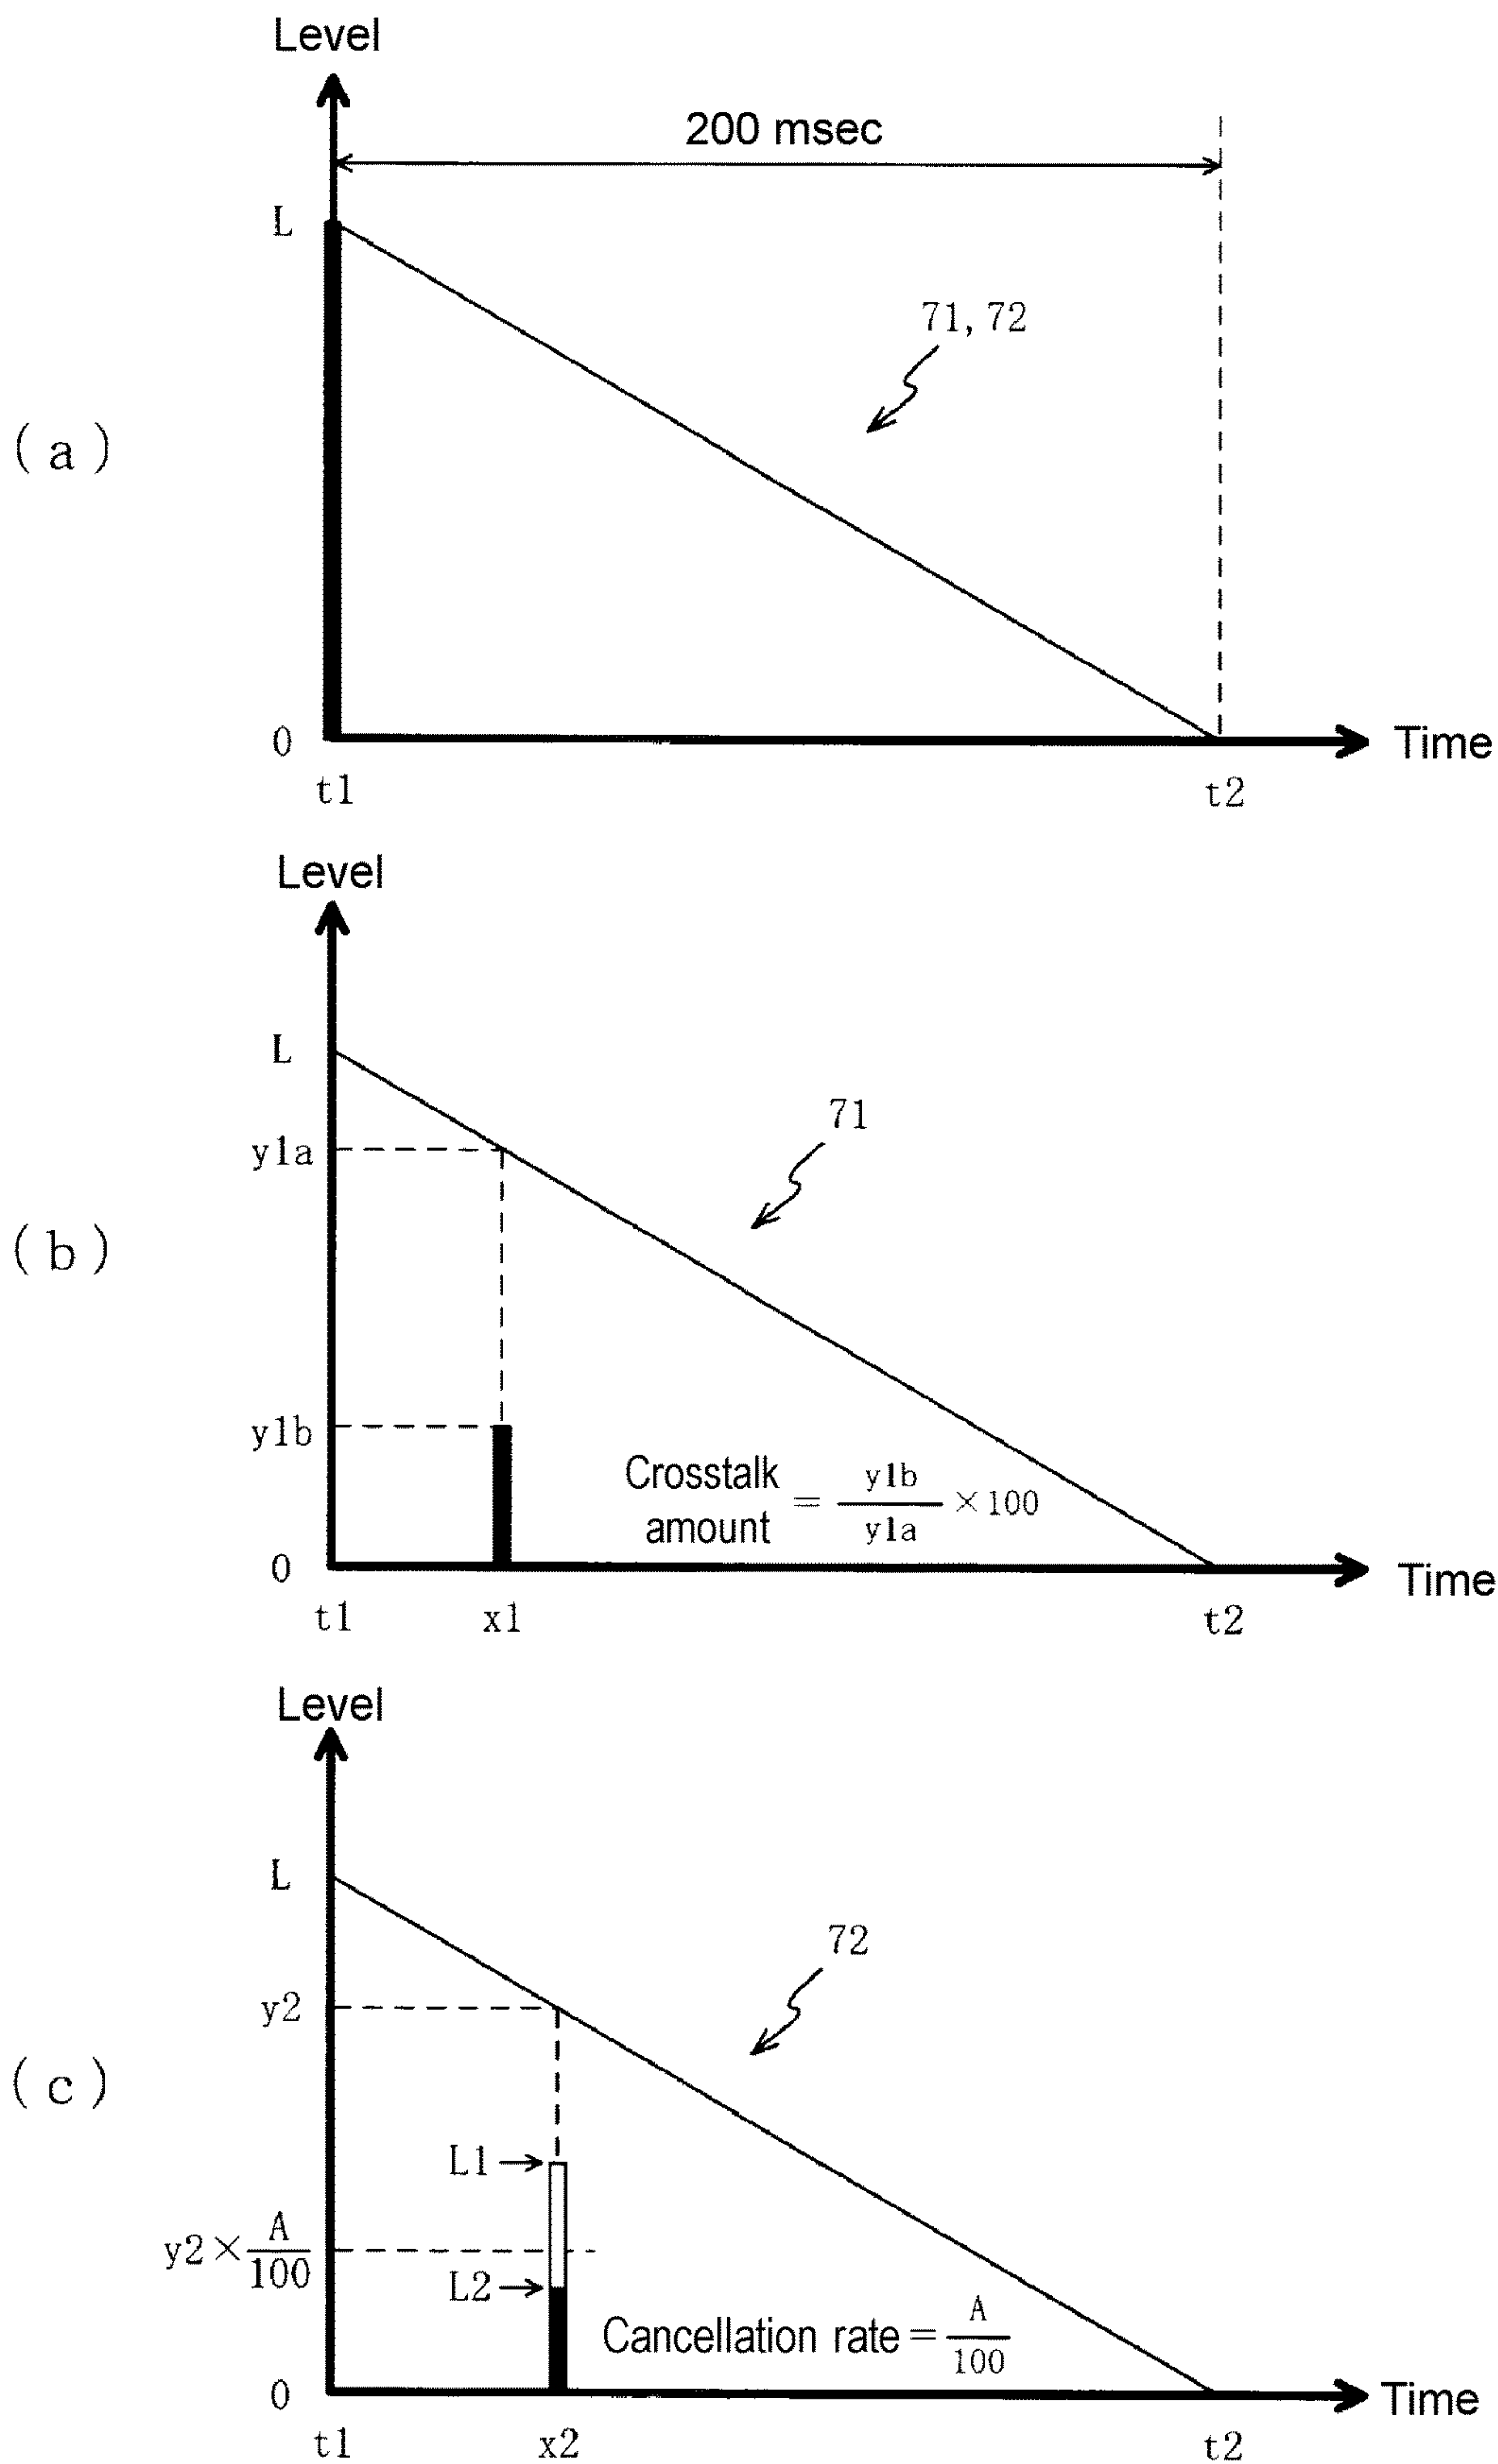 Level
200 msec
L
71, 72
(a)
0
Time
t1
t2
Level
L
71
y1a
(b)
y1b
Crosstalk amount = y1b/y1a ×100
0
Time
t1
x1
t2
Level
L
72
y2
(c)
L1
y2× A/100
L2
Cancellation rate = A/100
0
Time
t1
x2
t2